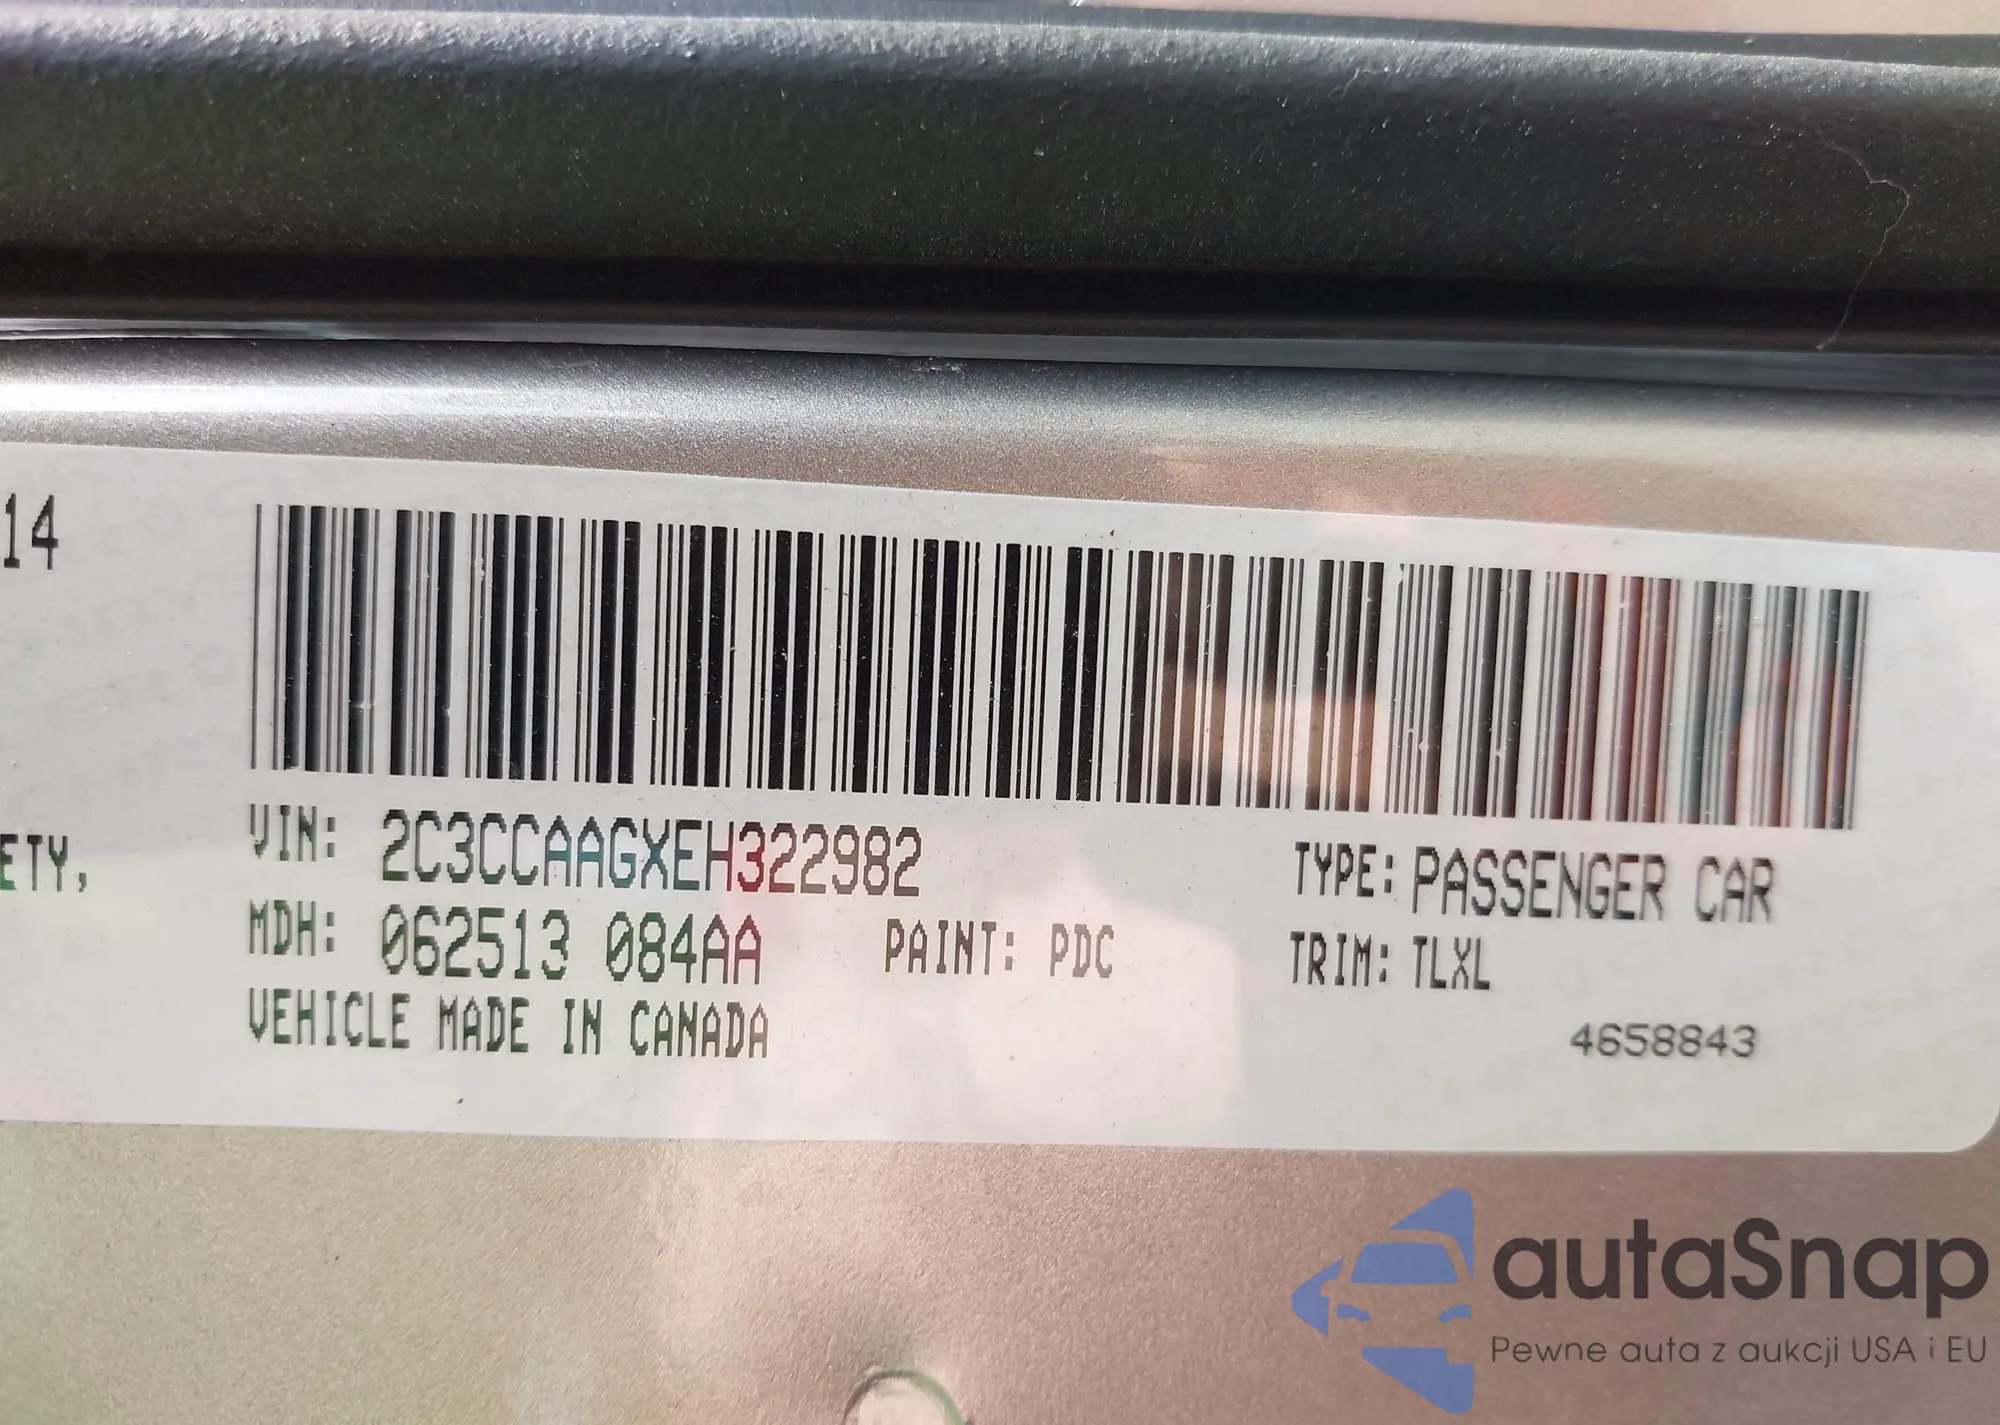 14
ETY,
VIN: 2C3CCAAGXEH322982
TYPE: PASSENGER CAR
MDH: 062513 084AA
PAINT: PDC
TRIM: TLXL
VEHICLE MADE IN CANADA
4658843
autaSnap
Pewne auta z aukcji USA i EU